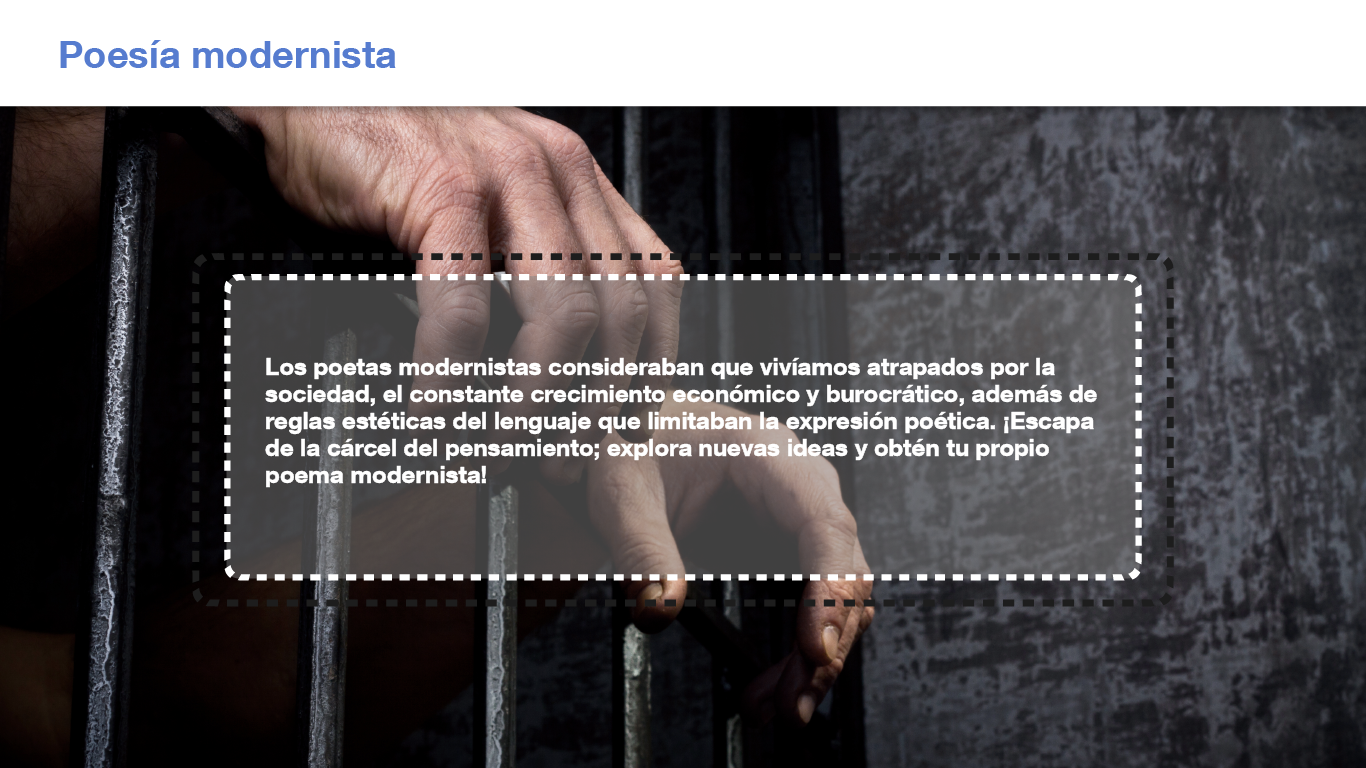 Poesía modernista
Los poetas modernistas consideraban que vivíamos atrapados por la
sociedad, el constante crecimiento económico y burocrático, además de
reglas estéticas del lenguaje que limitaban la expresión poética. ¡Escapa
de la cárcel del pensamiento; explora nuevas ideas y obtén tu propio
poema modernista!